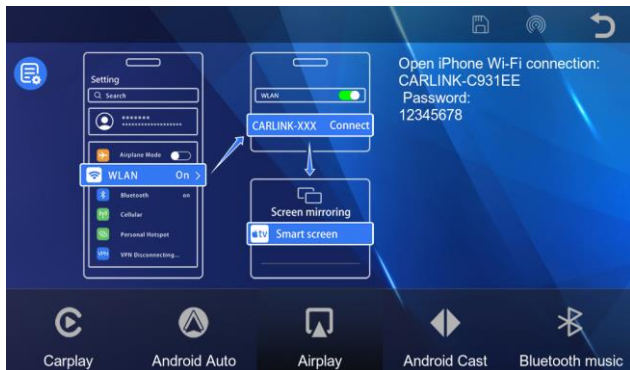 Setting
Search
*******
******************
Airplane Mode
WLAN On >
Bluetooth on
Cellular
Personal Hotspot
VPN VPN Disconnecting...
WLAN
CARLINK-XXX Connect
Screen mirroring
tv Smart screen
Open iPhone Wi-Fi connection:
CARLINK-C931EE
Password:
12345678
Carplay
Android Auto
Airplay
Android Cast
Bluetooth music